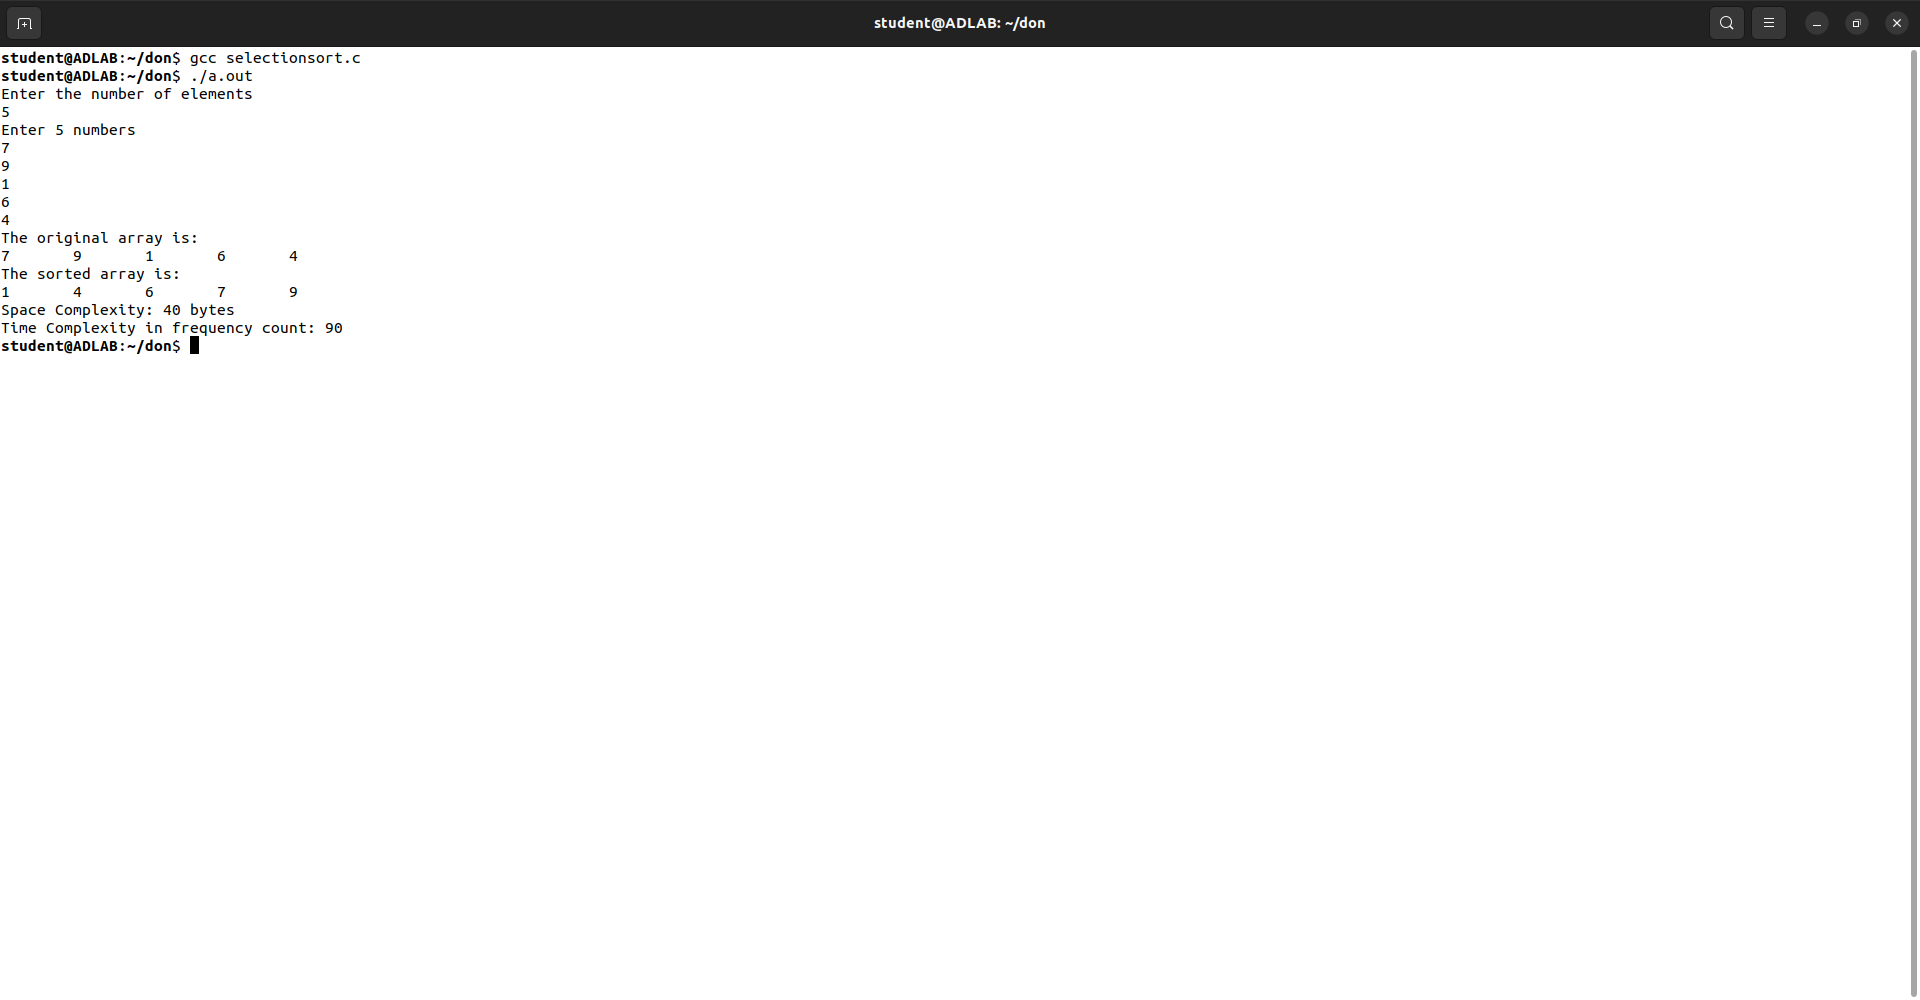 student@ADLAB: ~/don
student@ADLAB:~/don$ gcc selectionsort.c
student@ADLAB:~/don$ ./a.out
Enter the number of elements
5
Enter 5 numbers
7
9
1
6
4
The original array is:
7 9 1 6 4
The sorted array is:
1 4 6 7 9
Space Complexity: 40 bytes
Time Complexity in frequency count: 90
student@ADLAB:~/don$